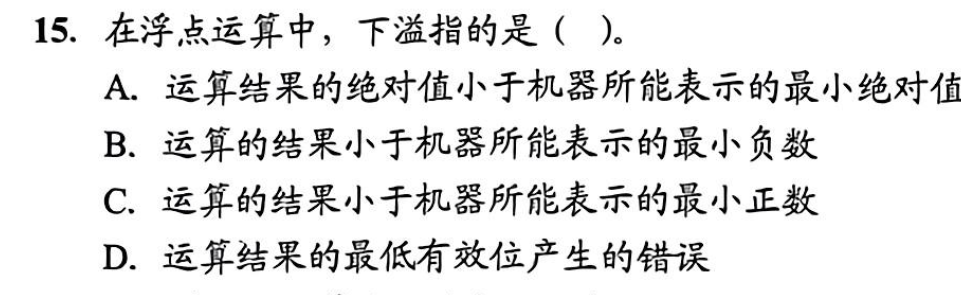 15. 在浮点运算中，下溢指的是（ ）。
A. 运算结果的绝对值小于机器所能表示的最小绝对值
B. 运算的结果小于机器所能表示的最小负数
C. 运算的结果小于机器所能表示的最小正数
D. 运算结果的最低有效位产生的错误